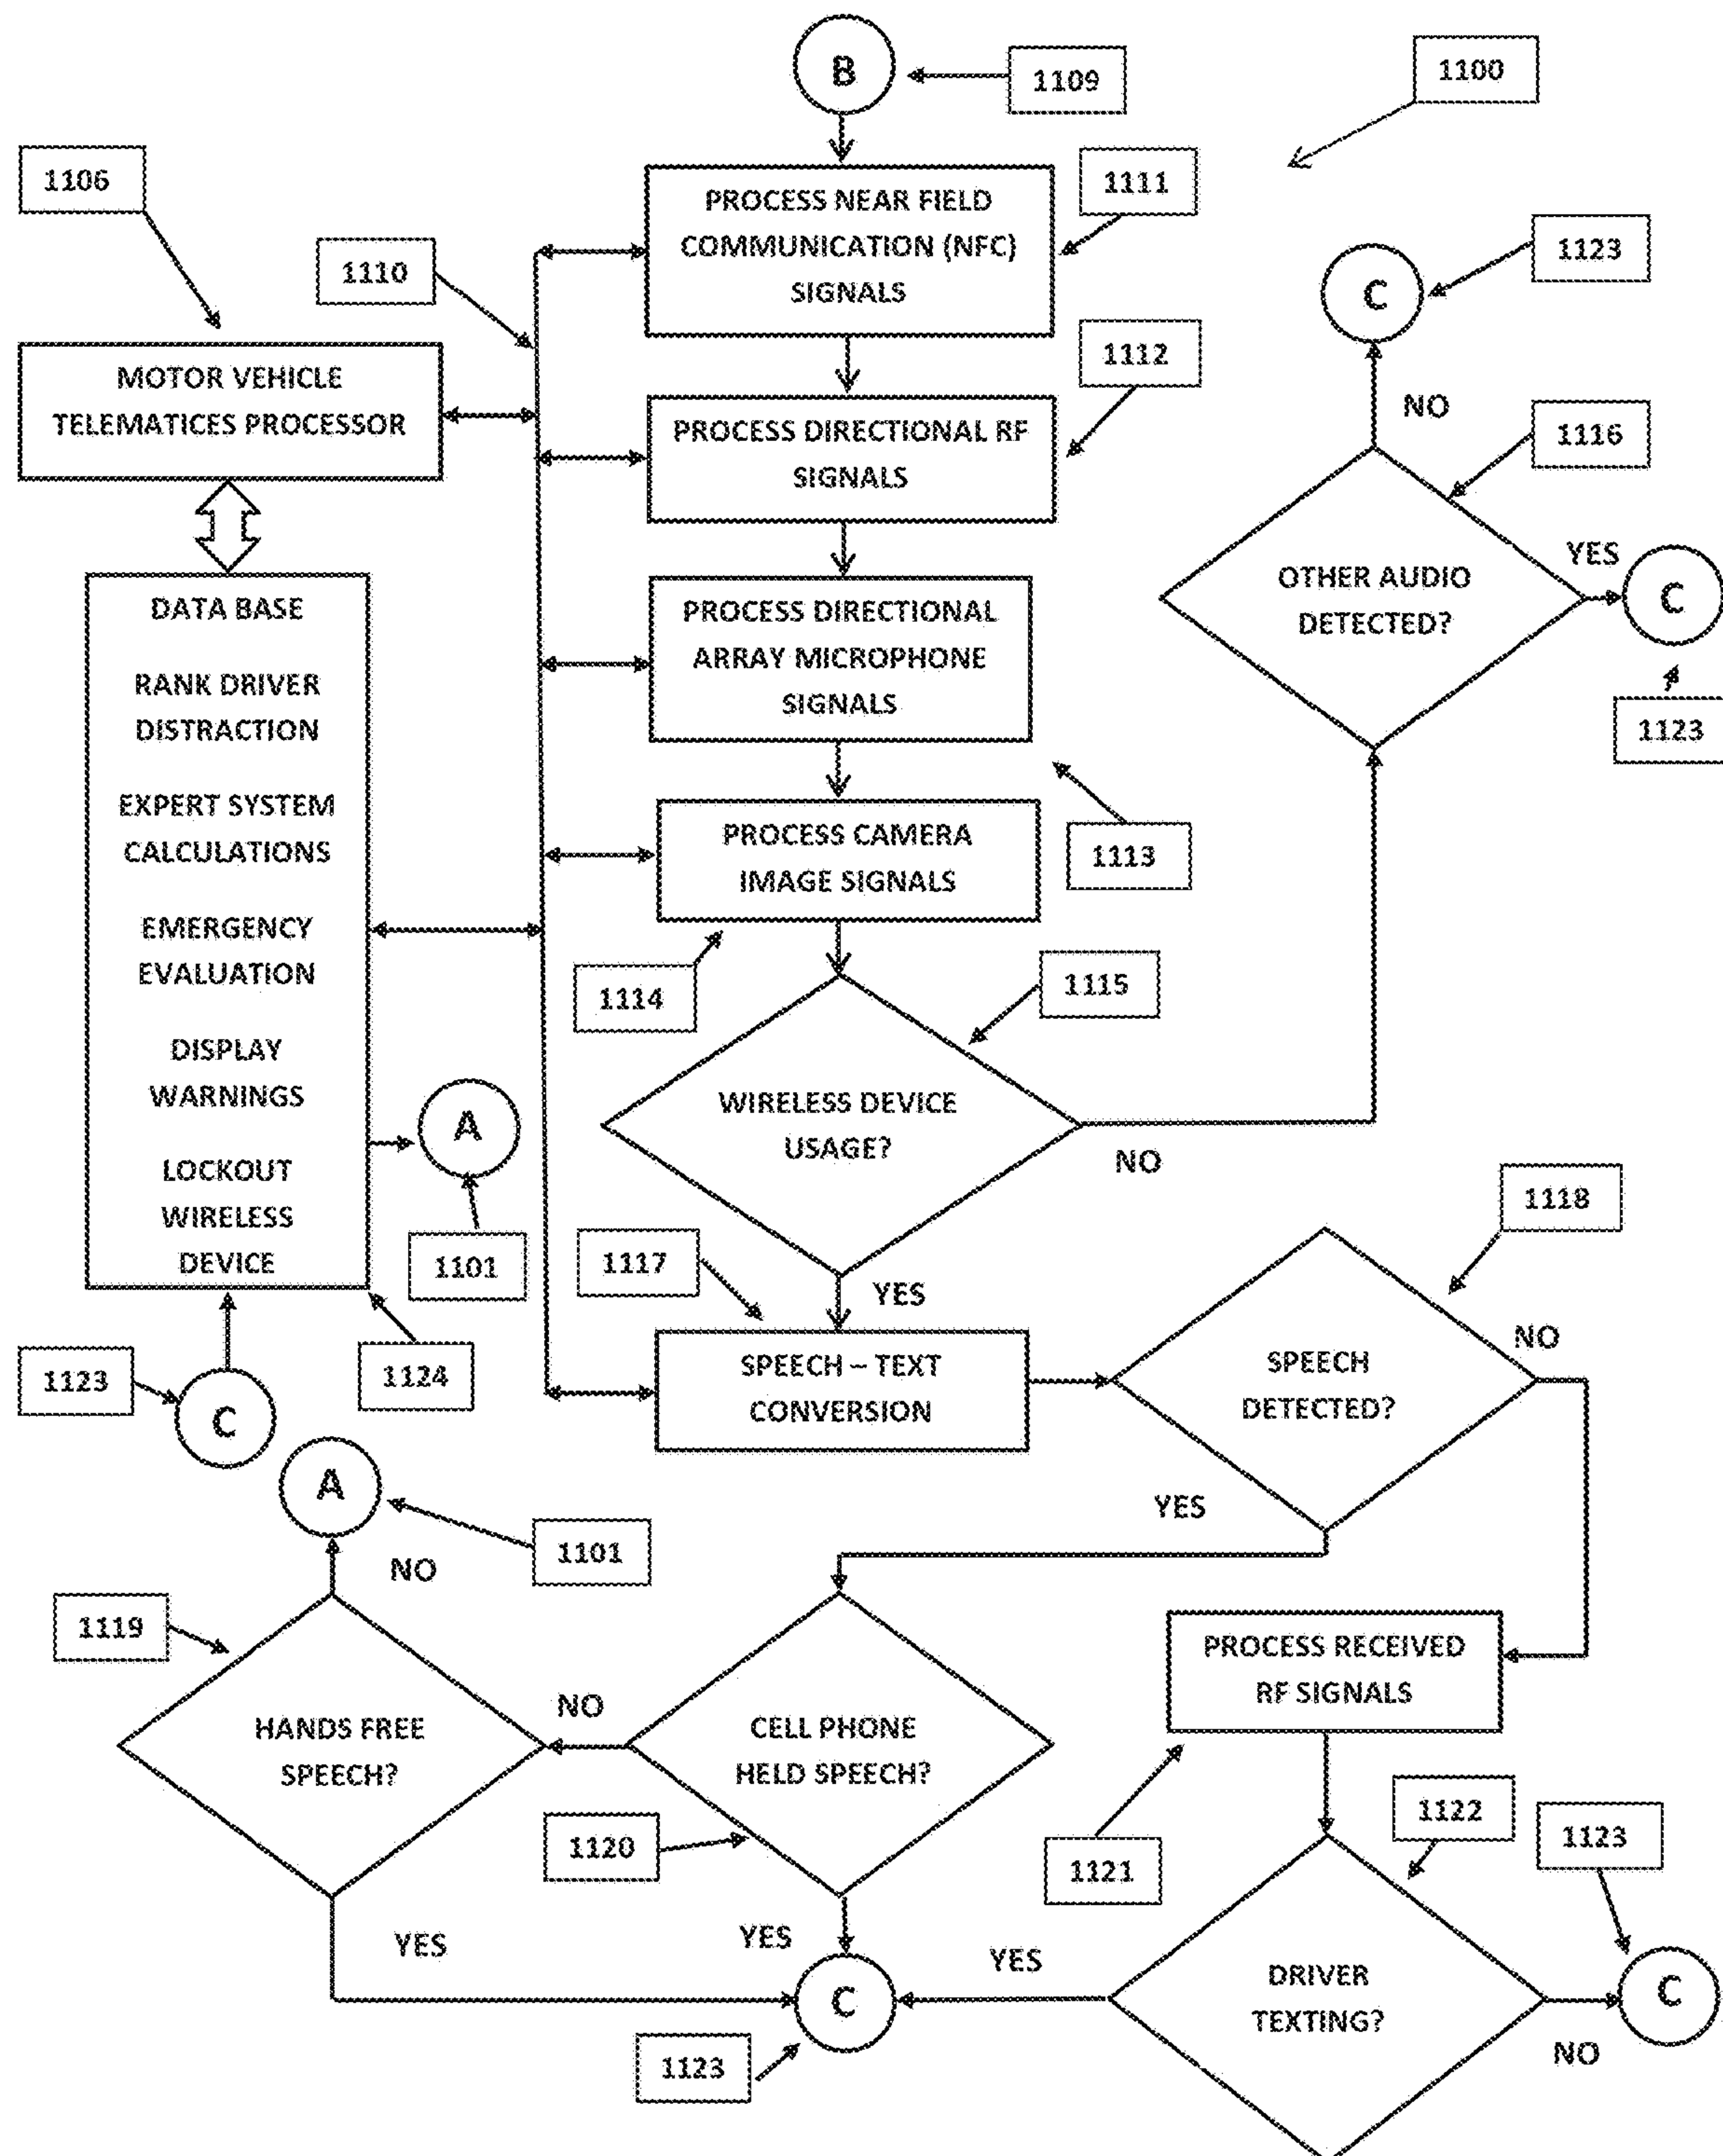 B
1109
1100
1106
1111
PROCESS NEAR FIELD
COMMUNICATION (NFC)
SIGNALS
1110
1123
C
1112
MOTOR VEHICLE
TELEMATICES PROCESSOR
PROCESS DIRECTIONAL RF
SIGNALS
NO
1116
YES
C
OTHER AUDIO
DETECTED?
1123
DATA BASE
RANK DRIVER
DISTRACTION
EXPERT SYSTEM
CALCULATIONS
EMERGENCY
EVALUATION
DISPLAY
WARNINGS
LOCKOUT
WIRELESS
DEVICE
PROCESS DIRECTIONAL
ARRAY MICROPHONE
SIGNALS
1113
PROCESS CAMERA
IMAGE SIGNALS
1114
1115
A
1101
WIRELESS DEVICE
USAGE?
NO
1118
1117
YES
1123
C
1124
SPEECH – TEXT
CONVERSION
SPEECH
DETECTED?
NO
YES
A
1101
NO
1119
HANDS FREE
SPEECH?
NO
CELL PHONE
HELD SPEECH?
PROCESS RECEIVED
RF SIGNALS
1120
1121
1122
1123
YES
YES
YES
C
DRIVER
TEXTING?
C
1123
NO